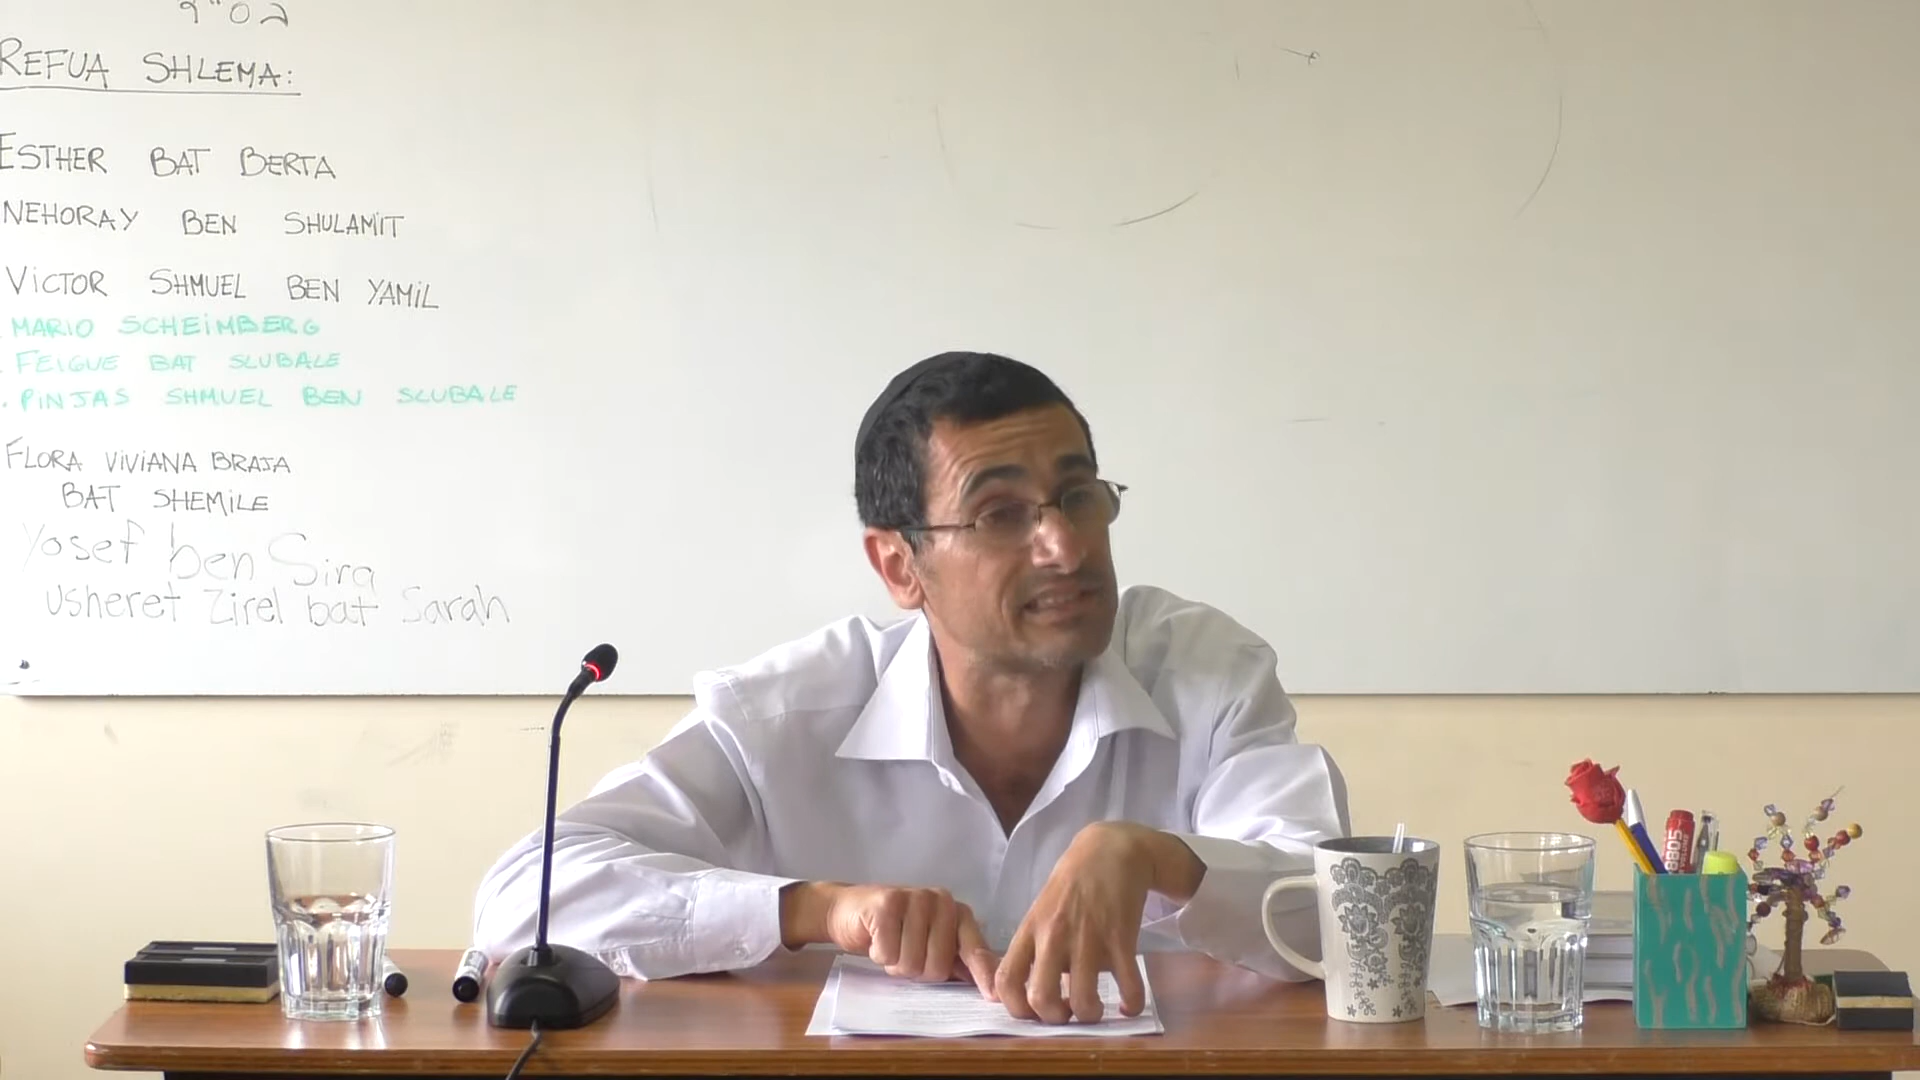 בס"ד
REFUA SHLEMA:
ESTHER BAT BERTA
NEHORAY BEN SHULAMIT
VICTOR SHMUEL BEN YAMIL
. MARIO SCHEIMBERG
. FEIGUE BAT SLUBALE
. PINJAS SHMUEL BEN SLUBALE
FLORA VIVIANA BRAJA
BAT SHEMILE
Yosef ben Sira
Usheret Zirel bat Sarah